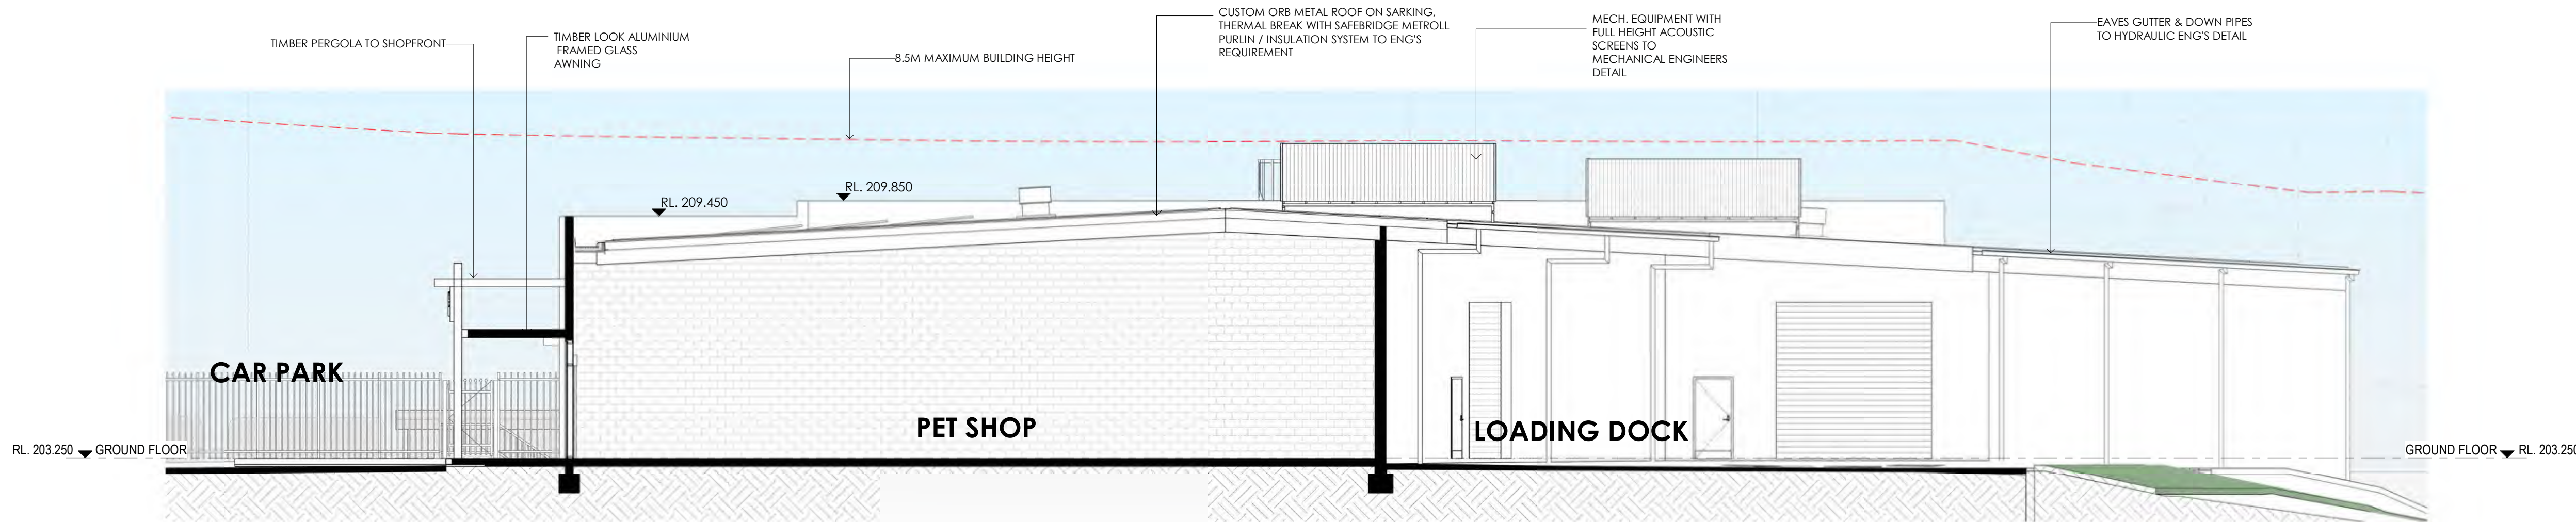 TIMBER PERGOLA TO SHOPFRONT
TIMBER LOOK ALUMINIUM
FRAMED GLASS
AWNING
8.5M MAXIMUM BUILDING HEIGHT
CUSTOM ORB METAL ROOF ON SARKING,
THERMAL BREAK WITH SAFEBRIDGE METROLL
PURLIN / INSULATION SYSTEM TO ENG'S
REQUIREMENT
MECH. EQUIPMENT WITH
FULL HEIGHT ACOUSTIC
SCREENS TO
MECHANICAL ENGINEERS
DETAIL
EAVES GUTTER & DOWN PIPES
TO HYDRAULIC ENG'S DETAIL
RL. 209.450
RL. 209.850
CAR PARK
PET SHOP
LOADING DOCK
RL. 203.250 GROUND FLOOR
GROUND FLOOR RL. 203.250